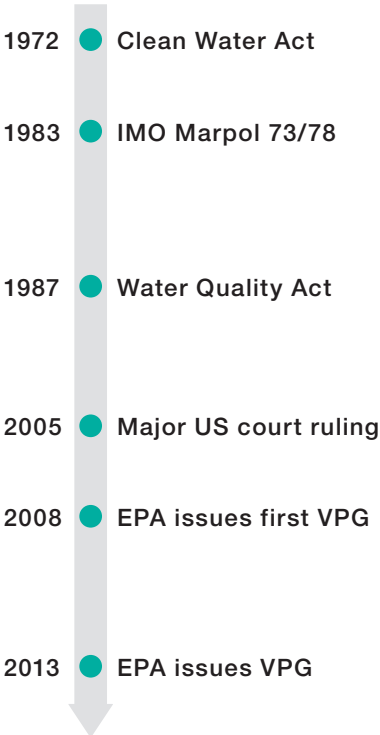 1972 Clean Water Act
1983 IMO Marpol 73/78
1987 Water Quality Act
2005 Major US court ruling
2008 EPA issues first VPG
2013 EPA issues VPG